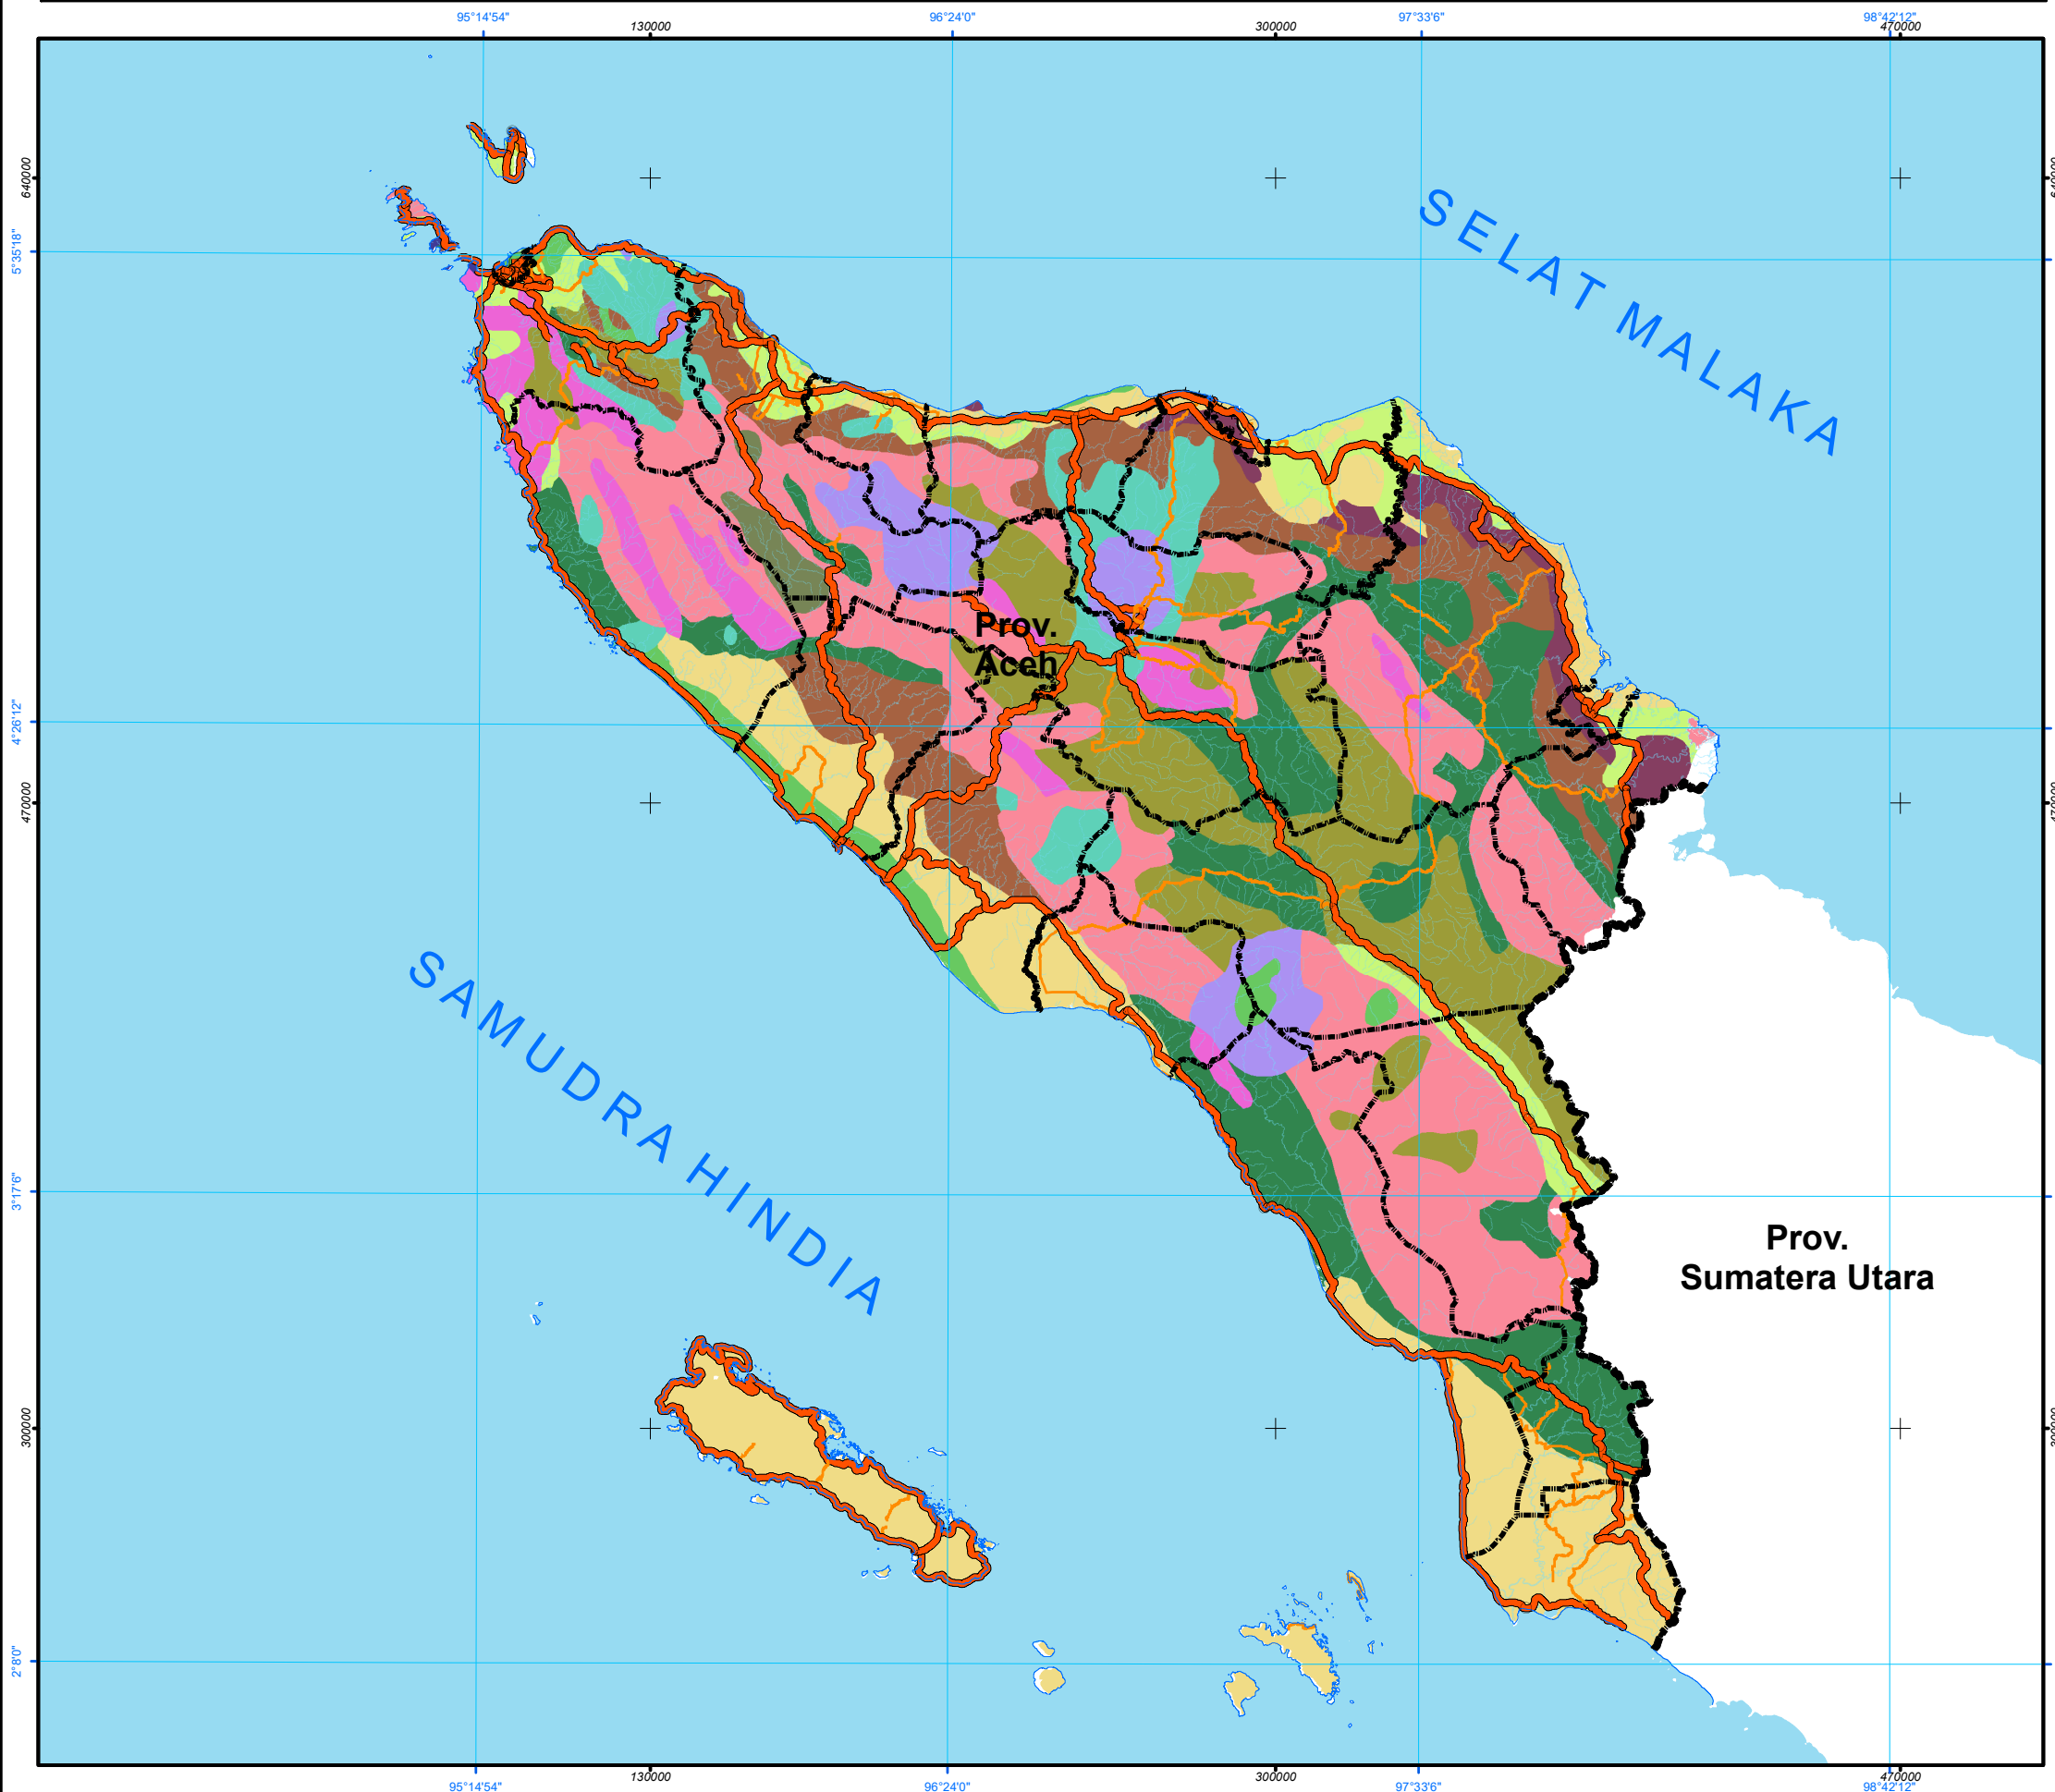 95°14'54" 96°24'0" 97°33'6" 98°42'12"
130000 300000 470000
640000
5°35'18"
SELAT MALAKA
Prov.
Aceh
4°26'12"
470000
SAMUDRA HINDIA
3°17'6"
Prov.
Sumatera Utara
300000
2°8'0"
130000 300000 470000
95°14'54" 96°24'0" 97°33'6" 98°42'12"